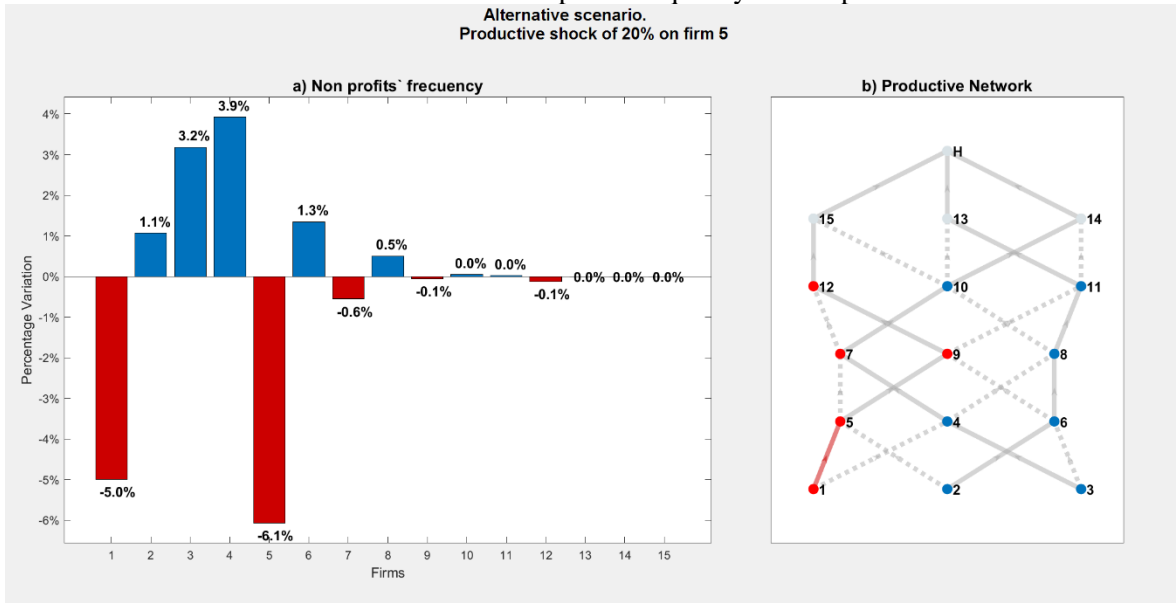 Alternative scenario.
Productive shock of 20% on firm 5
a) Non profits` frecuency
4%
3%
2%
1%
0%
-1%
-2%
-3%
-4%
-5%
-6%
Percentage Variation
-5.0%
1.1%
3.2%
3.9%
-6.1%
1.3%
-0.6%
0.5%
-0.1%
0.0%
0.0%
-0.1%
0.0%
0.0%
0.0%
1 2 3 4 5 6 7 8 9 10 11 12 13 14 15
Firms
b) Productive Network
H
15 13 14
12 10 11
7 9 8
5 4 6
1 2 3